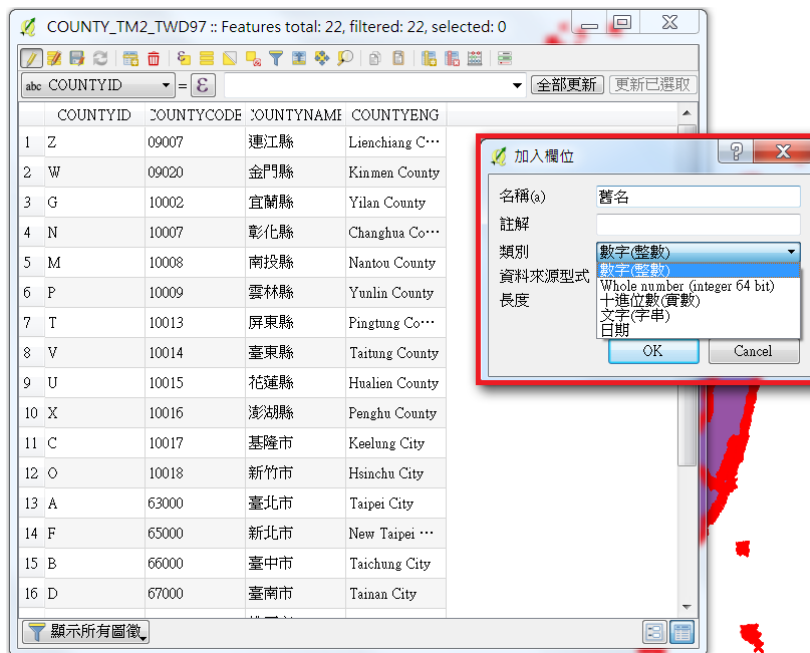 COUNTY_TM2_TWD97 :: Features total: 22, filtered: 22, selected: 0
abc COUNTYID = ε 全部更新 更新已選取
COUNTYID COUNTYCODE COUNTYNAME COUNTYENG
1 Z 09007 連江縣 Lienchiang C…
2 W 09020 金門縣 Kinmen County
3 G 10002 宜蘭縣 Yilan County
4 N 10007 彰化縣 Changhua Co…
5 M 10008 南投縣 Nantou County
6 P 10009 雲林縣 Yunlin County
7 T 10013 屏東縣 Pingtung Co…
8 V 10014 臺東縣 Taitung County
9 U 10015 花蓮縣 Hualien County
10 X 10016 澎湖縣 Penghu County
11 C 10017 基隆市 Keelung City
12 O 10018 新竹市 Hsinchu City
13 A 63000 臺北市 Taipei City
14 F 65000 新北市 New Taipei …
15 B 66000 臺中市 Taichung City
16 D 67000 臺南市 Tainan City
顯示所有圖徵
加入欄位
名稱(a) 舊名
註解
類別 數字(整數)
資料來源型式 數字(整數)
Whole number (integer 64 bit)
長度 十進位數(實數)
文字(字串)
日期
OK Cancel